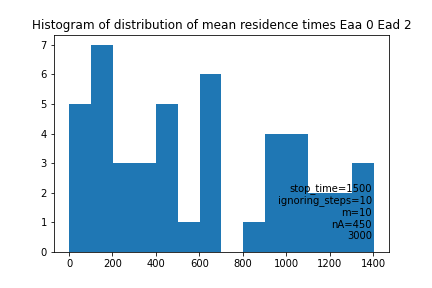 Histogram of distribution of mean residence times Eaa 0 Ead 2
7
6
5
4
3
2
1
0
stop_time=1500
ignoring_steps=10
m=10
nA=450
3000
0 200 400 600 800 1000 1200 1400